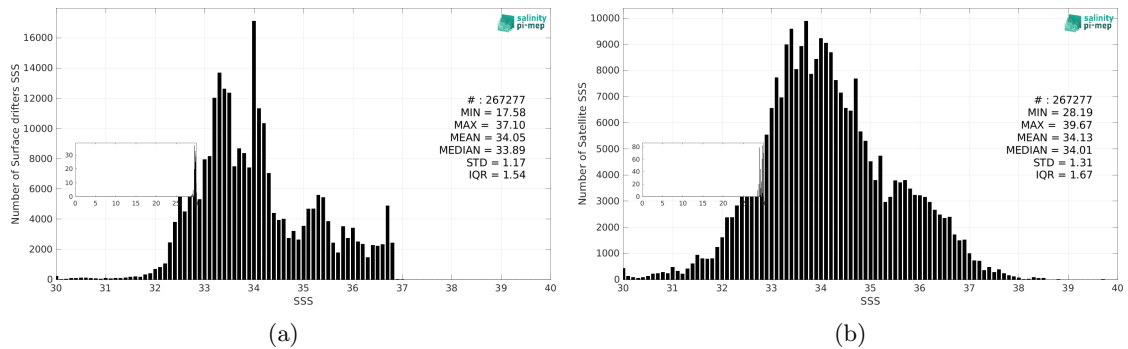 salinity
pi-mep
Number of Surface drifters SSS
16000
14000
12000
10000
8000
6000
4000
2000
0
# : 267277
MIN = 17.58
MAX = 37.10
MEAN = 34.05
MEDIAN = 33.89
STD = 1.17
IQR = 1.54
30
20
10
0
0 5 10 15 20 25 30
30 31 32 33 34 35 36 37 38 39 40
SSS
(a)
salinity
pi-mep
Number of Satellite SSS
10000
9000
8000
7000
6000
5000
4000
3000
2000
1000
0
# : 267277
MIN = 28.19
MAX = 39.67
MEAN = 34.13
MEDIAN = 34.01
STD = 1.31
IQR = 1.67
80
60
40
20
0
0 5 10 15 20
30 31 32 33 34 35 36 37 38 39 40
SSS
(b)